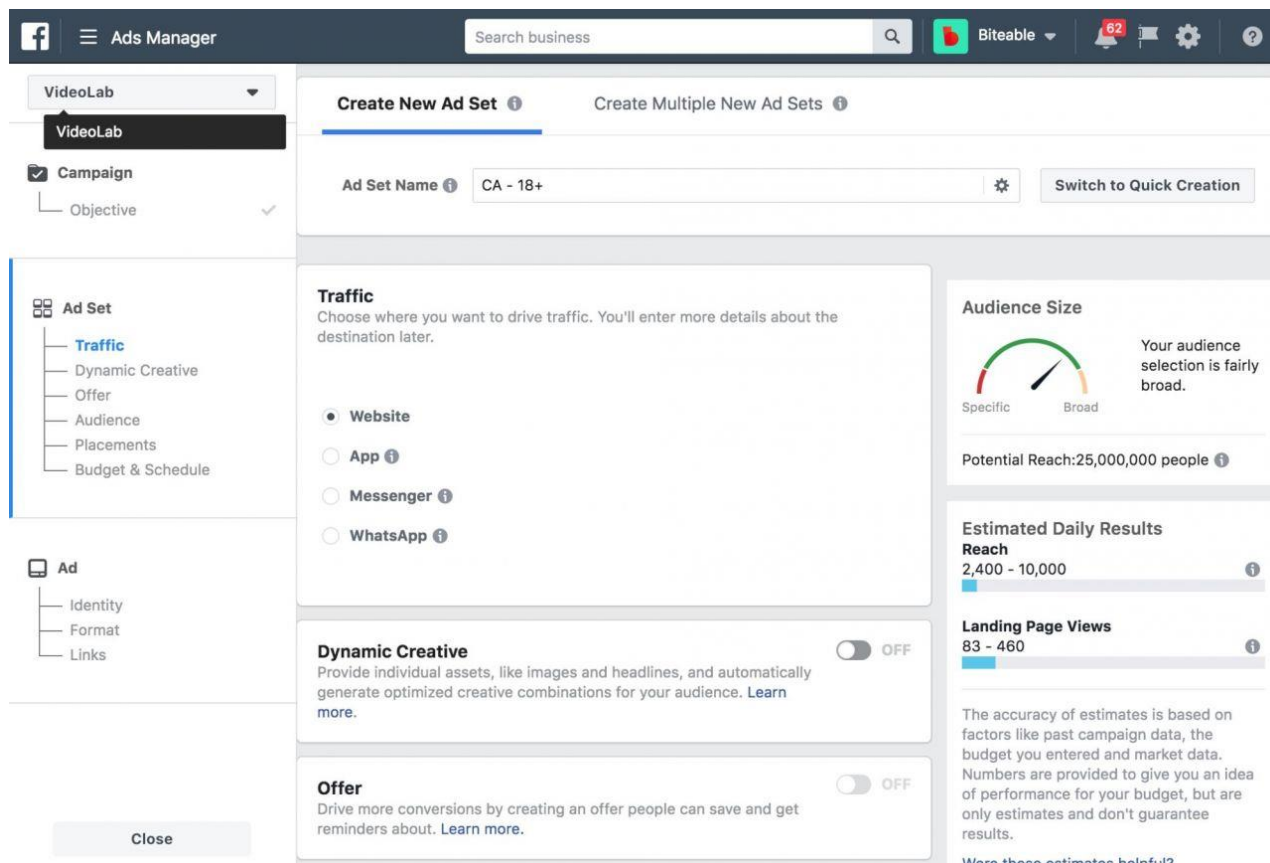 Ads Manager
Search business
Biteable
62
VideoLab
VideoLab
Campaign
Objective
Ad Set
Traffic
Dynamic Creative
Offer
Audience
Placements
Budget & Schedule
Ad
Identity
Format
Links
Close
Create New Ad Set
Create Multiple New Ad Sets
Ad Set Name
CA - 18+
Switch to Quick Creation
Traffic
Choose where you want to drive traffic. You'll enter more details about the
destination later.
Website
App
Messenger
WhatsApp
Dynamic Creative
OFF
Provide individual assets, like images and headlines, and automatically
generate optimized creative combinations for your audience. Learn
more.
Offer
OFF
Drive more conversions by creating an offer people can save and get
reminders about. Learn more.
Audience Size
Your audience
selection is fairly
broad.
Specific
Broad
Potential Reach:25,000,000 people
Estimated Daily Results
Reach
2,400 - 10,000
Landing Page Views
83 - 460
The accuracy of estimates is based on
factors like past campaign data, the
budget you entered and market data.
Numbers are provided to give you an idea
of performance for your budget, but are
only estimates and don't guarantee
results.
Were these estimates helpful?